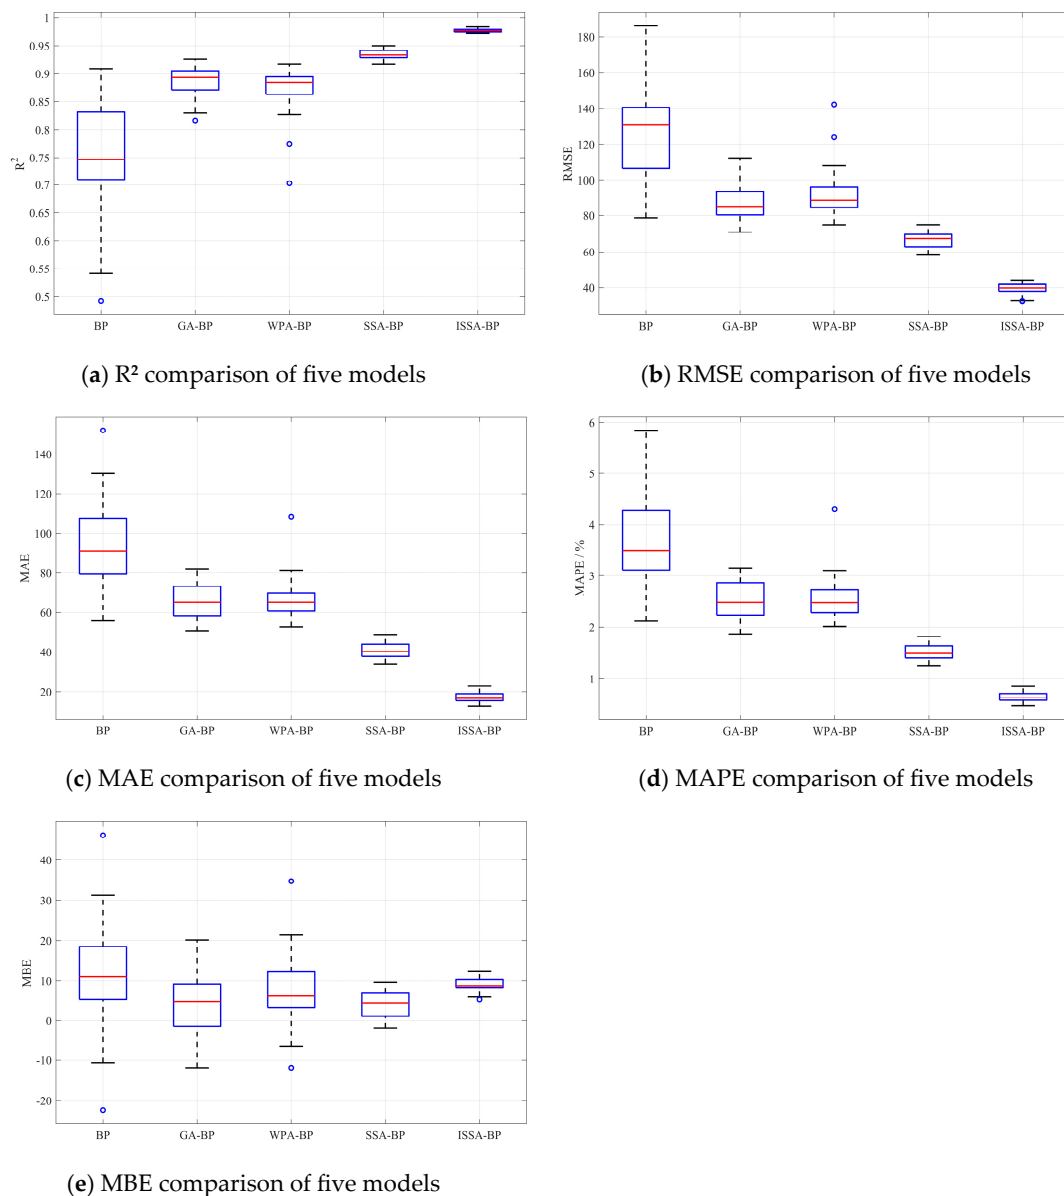 1
0.95
0.9
0.85
0.8
0.75
0.7
0.65
0.6
0.55
0.5
R²
BP GA-BP WPA-BP SSA-BP ISSA-BP
(a) R² comparison of five models
180
160
140
120
100
80
60
40
RMSE
BP GA-BP WPA-BP SSA-BP ISSA-BP
(b) RMSE comparison of five models
140
120
100
80
60
40
20
MAE
BP GA-BP WPA-BP SSA-BP ISSA-BP
(c) MAE comparison of five models
6
5
4
3
2
1
MAPE / %
BP GA-BP WPA-BP SSA-BP ISSA-BP
(d) MAPE comparison of five models
40
30
20
10
0
-10
-20
MBE
BP GA-BP WPA-BP SSA-BP ISSA-BP
(e) MBE comparison of five models